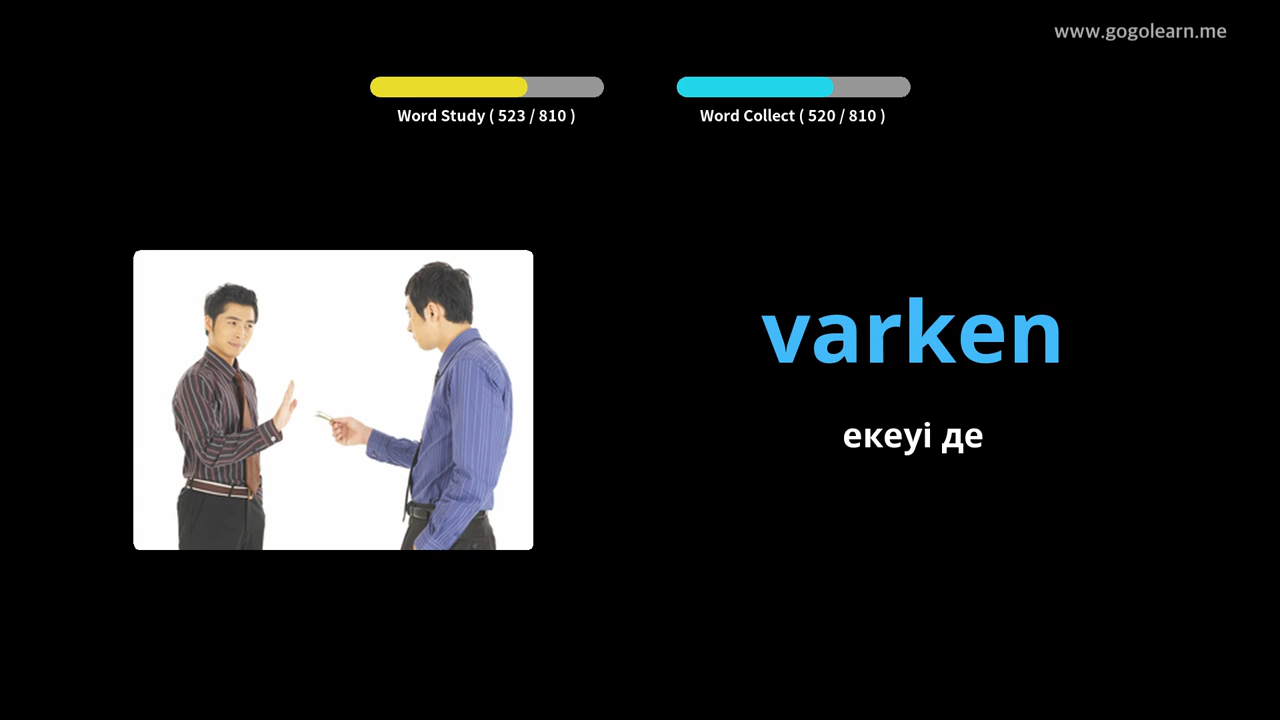 www.gogolearn.me
Word Study ( 523 / 810 )
Word Collect ( 520 / 810 )
varken
екеуі де